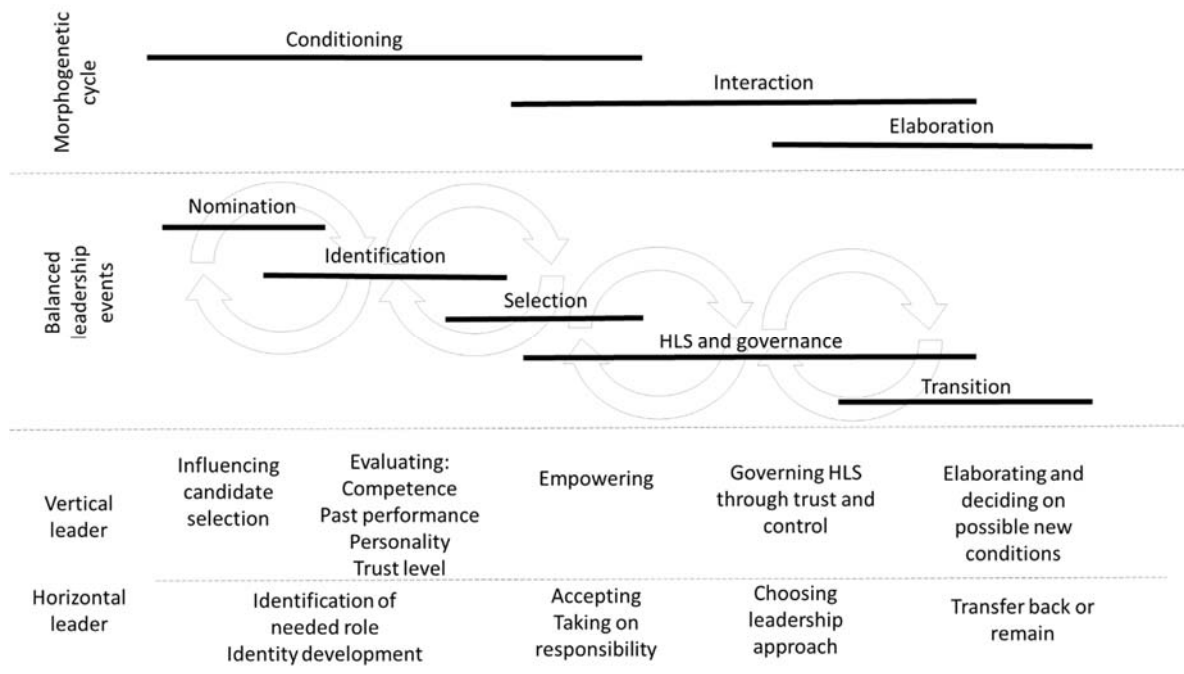 Morphogenetic
cycle
Conditioning
Interaction
Elaboration
Balanced
leadership
events
Nomination
Identification
Selection
HLS and governance
Transition
Vertical
leader
Influencing
candidate
selection
Evaluating:
Competence
Past performance
Personality
Trust level
Empowering
Governing HLS
through trust and
control
Elaborating and
deciding on
possible new
conditions
Horizontal
leader
Identification of
needed role
Identity development
Accepting
Taking on
responsibility
Choosing
leadership
approach
Transfer back or
remain